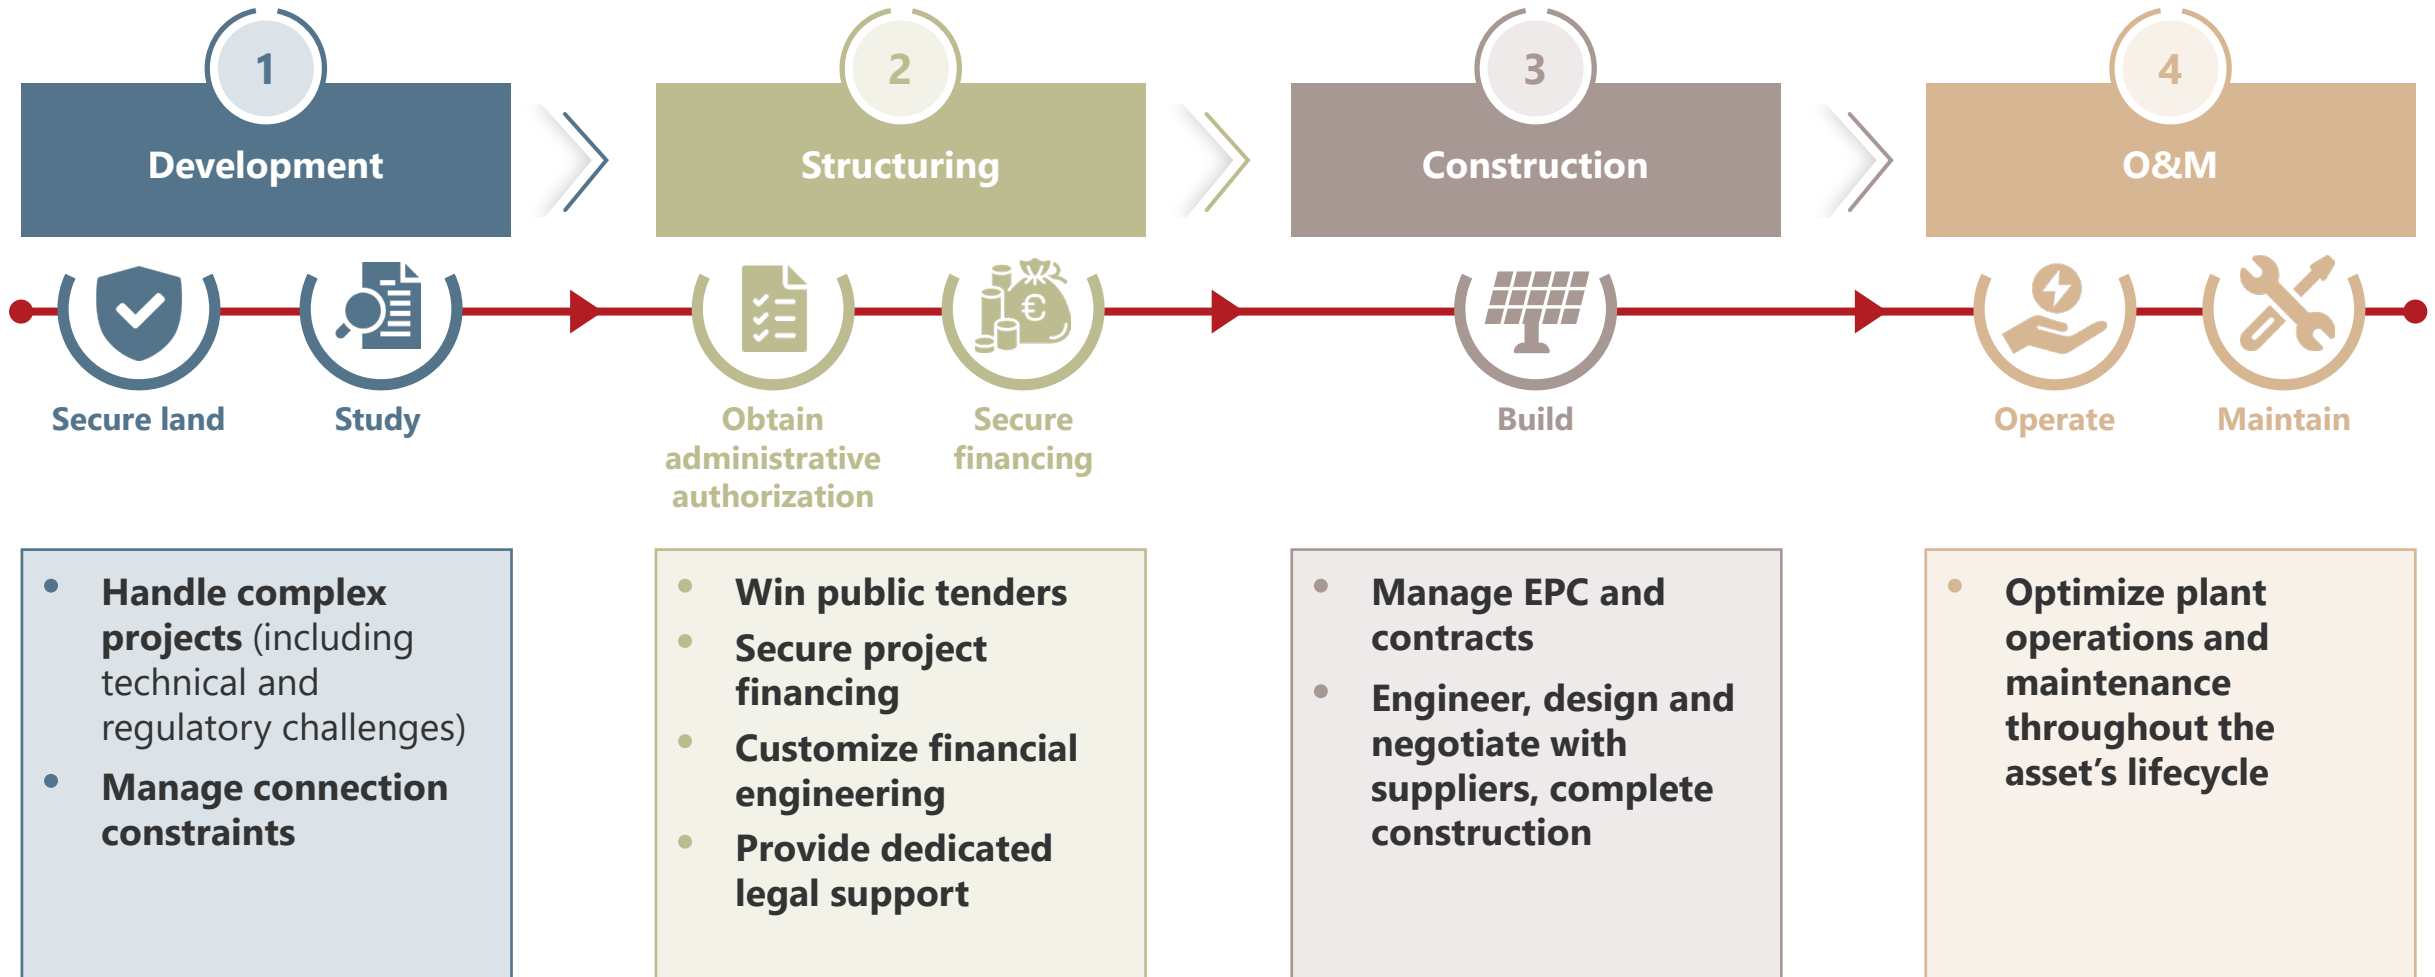 1
Development
2
Structuring
3
Construction
4
O&M
Secure land
Study
Obtain
administrative
authorization
€
Secure
financing
Build
Operate
Maintain
• Handle complex
projects (including
technical and
regulatory challenges)
• Manage connection
constraints
• Win public tenders
• Secure project
financing
• Customize financial
engineering
• Provide dedicated
legal support
• Manage EPC and
contracts
• Engineer, design and
negotiate with
suppliers, complete
construction
• Optimize plant
operations and
maintenance
throughout the
asset’s lifecycle